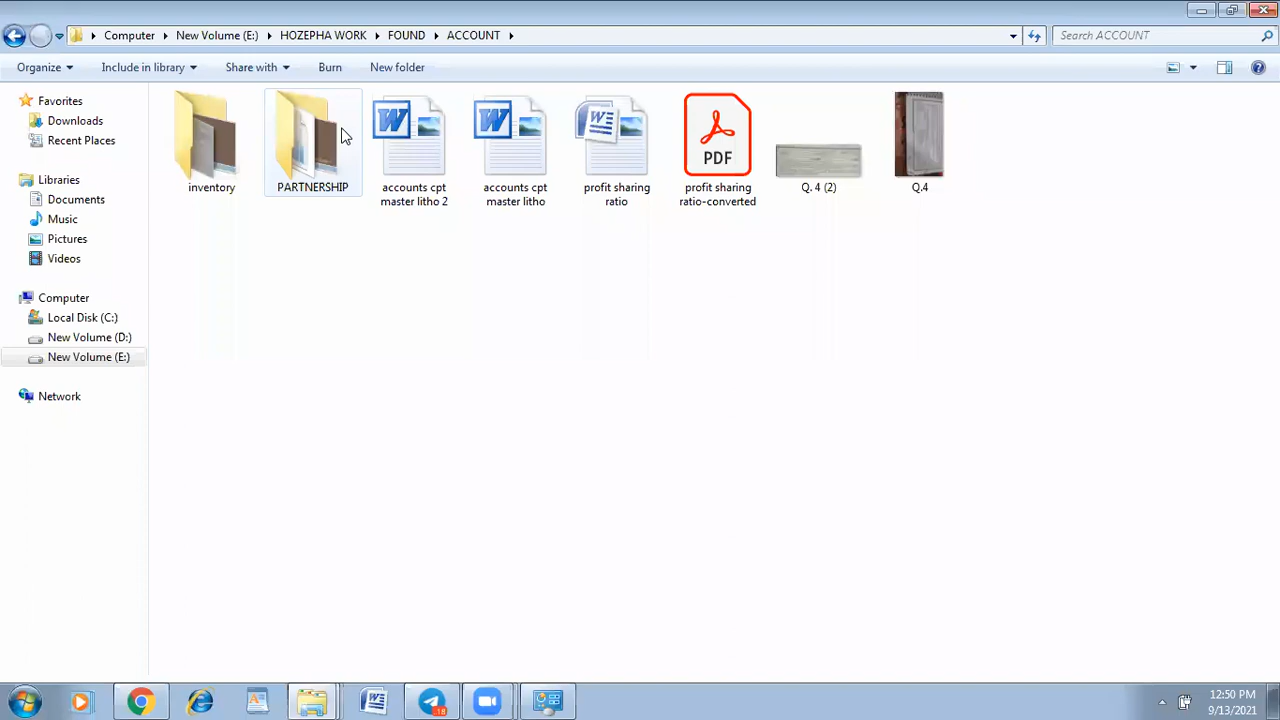 Computer
New Volume (E:)
HOZEPHA WORK
FOUND
ACCOUNT
Search ACCOUNT
Organize
Include in library
Share with
Burn
New folder
Favorites
Downloads
Recent Places
Libraries
Documents
Music
Pictures
Videos
Computer
Local Disk (C:)
New Volume (D:)
New Volume (E:)
Network
inventory
PARTNERSHIP
accounts cpt
master litho 2
accounts cpt
master litho
profit sharing
ratio
PDF
profit sharing
ratio-converted
Q. 4 (2)
Q.4
18
12:50 PM
9/13/2021